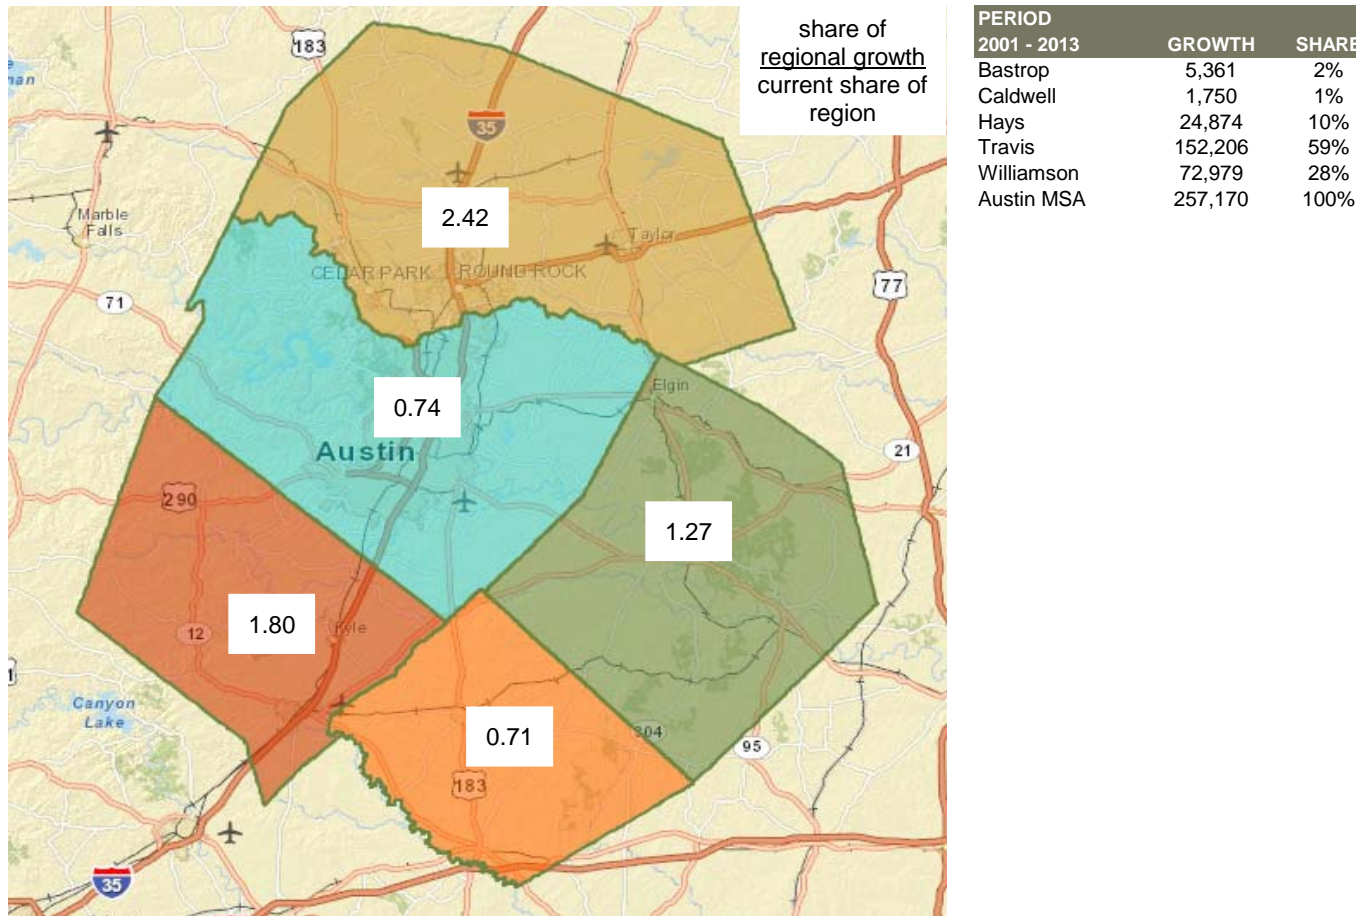 share of
regional growth
current share of
region
PERIOD
2001 - 2013 GROWTH SHARE
Bastrop 5,361 2%
Caldwell 1,750 1%
Hays 24,874 10%
Travis 152,206 59%
Williamson 72,979 28%
Austin MSA 257,170 100%
183
35
2.42
Marble
Falls
Taylor
CEDAR PARK
ROUND ROCK
77
71
Elgin
0.74
Austin
21
290
1.27
1.80
Kyle
12
Canyon
Lake
0.71
304
95
183
35